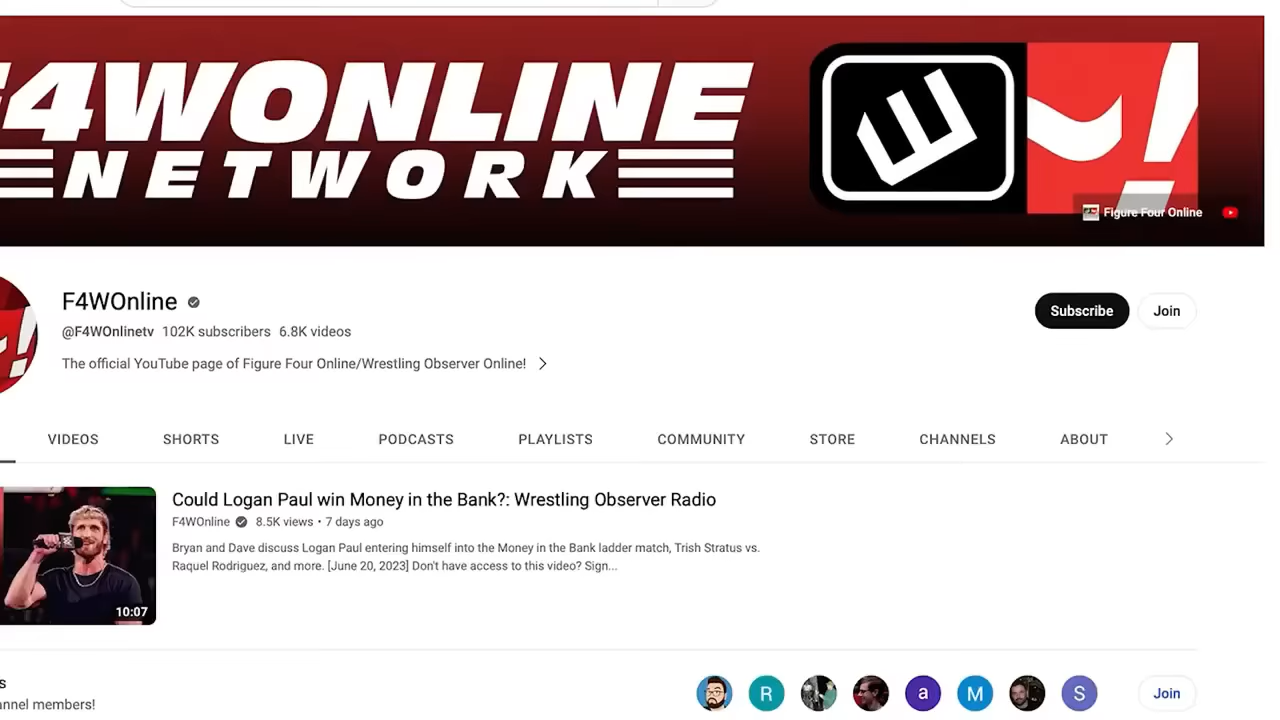 F4WONLINE
NETWORK
Figure Four Online
F4WOnline
@F4WOnlinetv 102K subscribers 6.8K videos
The official YouTube page of Figure Four Online/Wrestling Observer Online!
Subscribe
Join
VIDEOS SHORTS LIVE PODCASTS PLAYLISTS COMMUNITY STORE CHANNELS ABOUT
Could Logan Paul win Money in the Bank?: Wrestling Observer Radio
F4WOnline 8.5K views • 7 days ago
Bryan and Dave discuss Logan Paul entering himself into the Money in the Bank ladder match, Trish Stratus vs.
Raquel Rodriguez, and more. [June 20, 2023] Don't have access to this video? Sign...
10:07
s
nnel members!
R a M S
Join